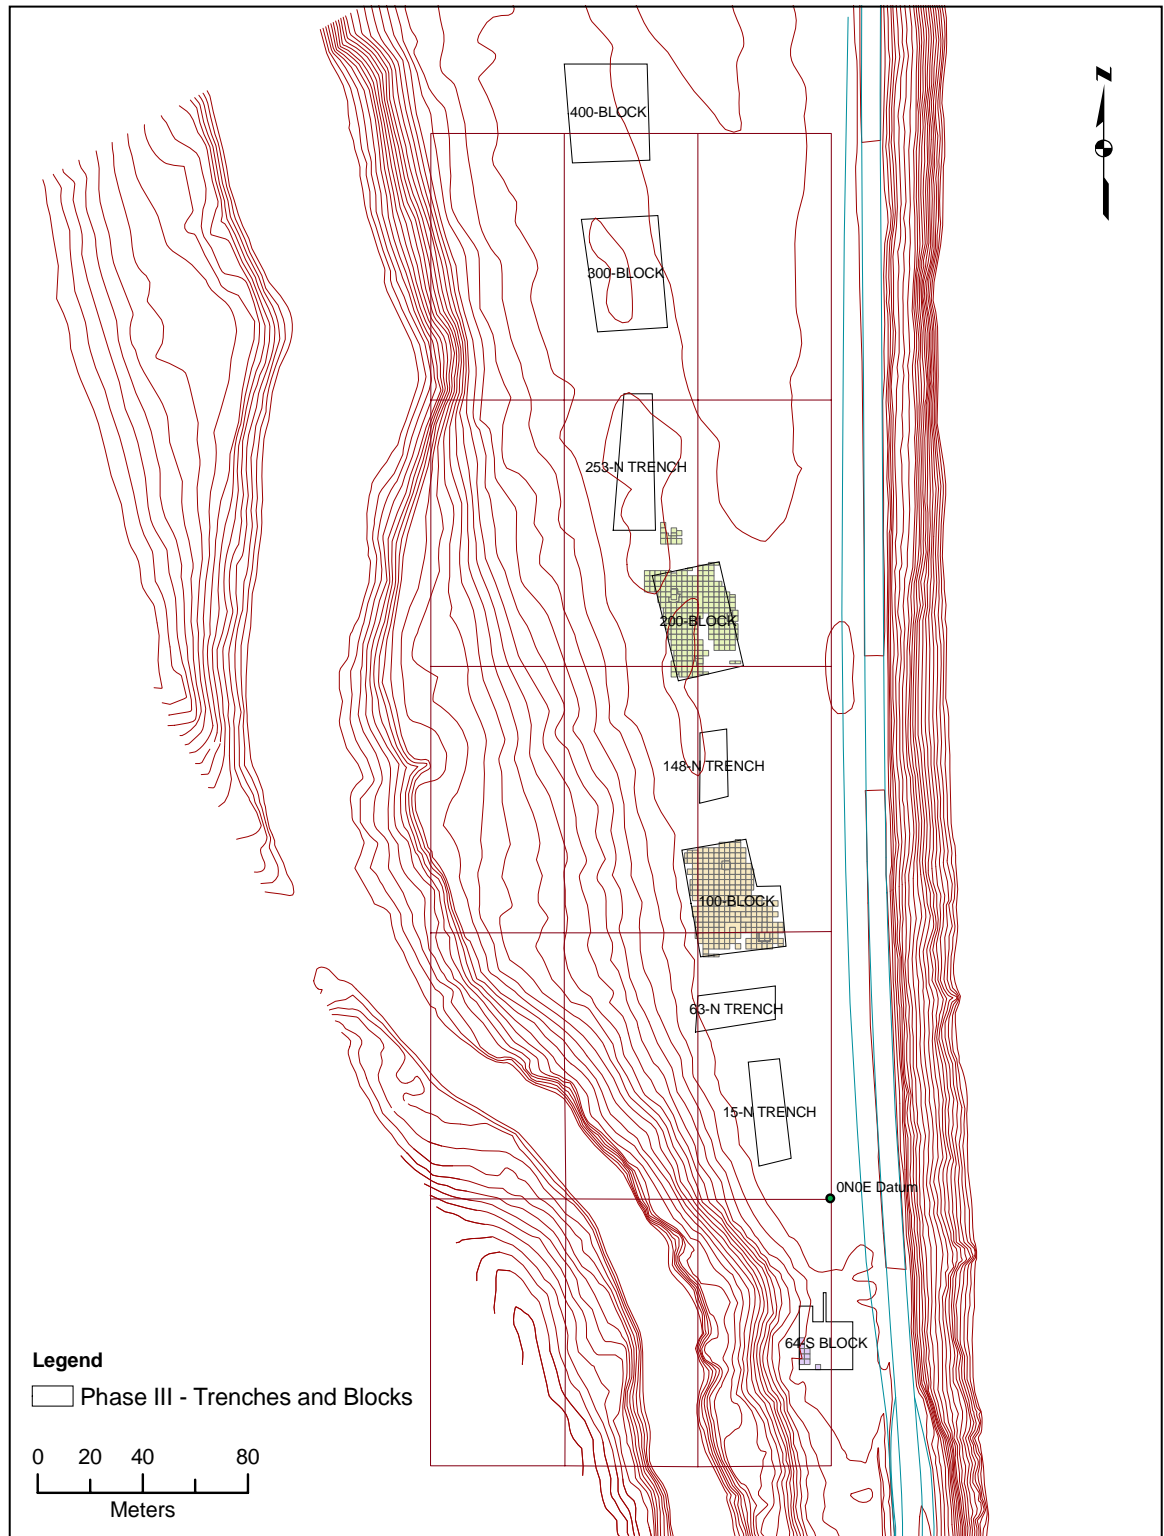 N
400-BLOCK
300-BLOCK
253-N TRENCH
200-BLOCK
148-N TRENCH
100-BLOCK
63-N TRENCH
15-N TRENCH
0N0E Datum
64-S BLOCK
Legend
Phase III - Trenches and Blocks
0 20 40 80
Meters